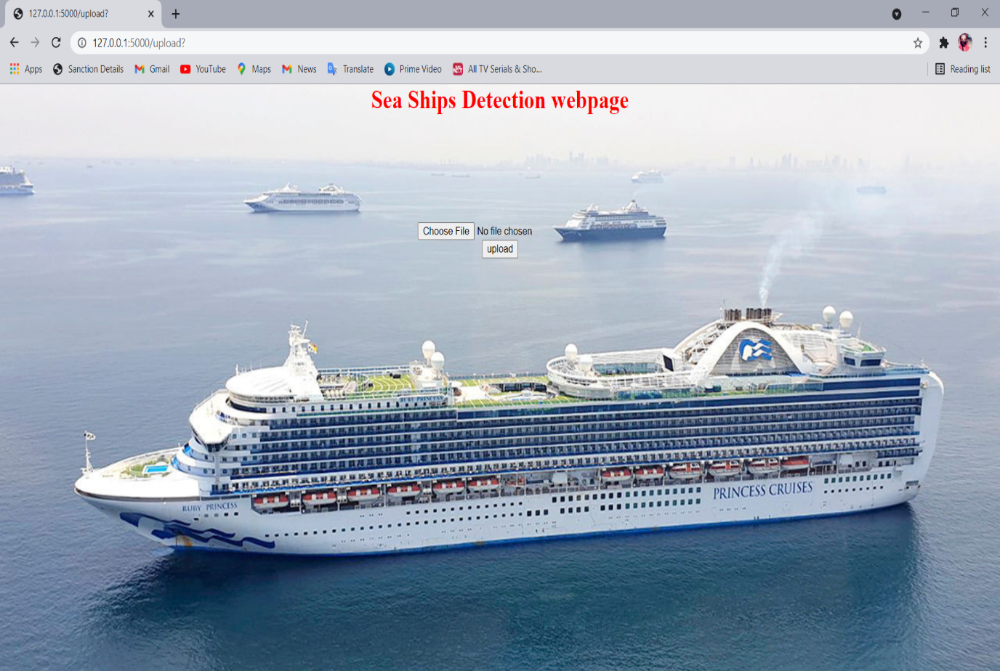 127.0.0.1:5000/upload?
127.0.0.1:5000/upload?
Apps Sanction Details Gmail YouTube Maps News Translate Prime Video All TV Serials & Sho... Reading list
Sea Ships Detection webpage
Choose File No file chosen
upload
RUBY PRINCESS
RUBY PRINCESS
PRINCESS CRUISES